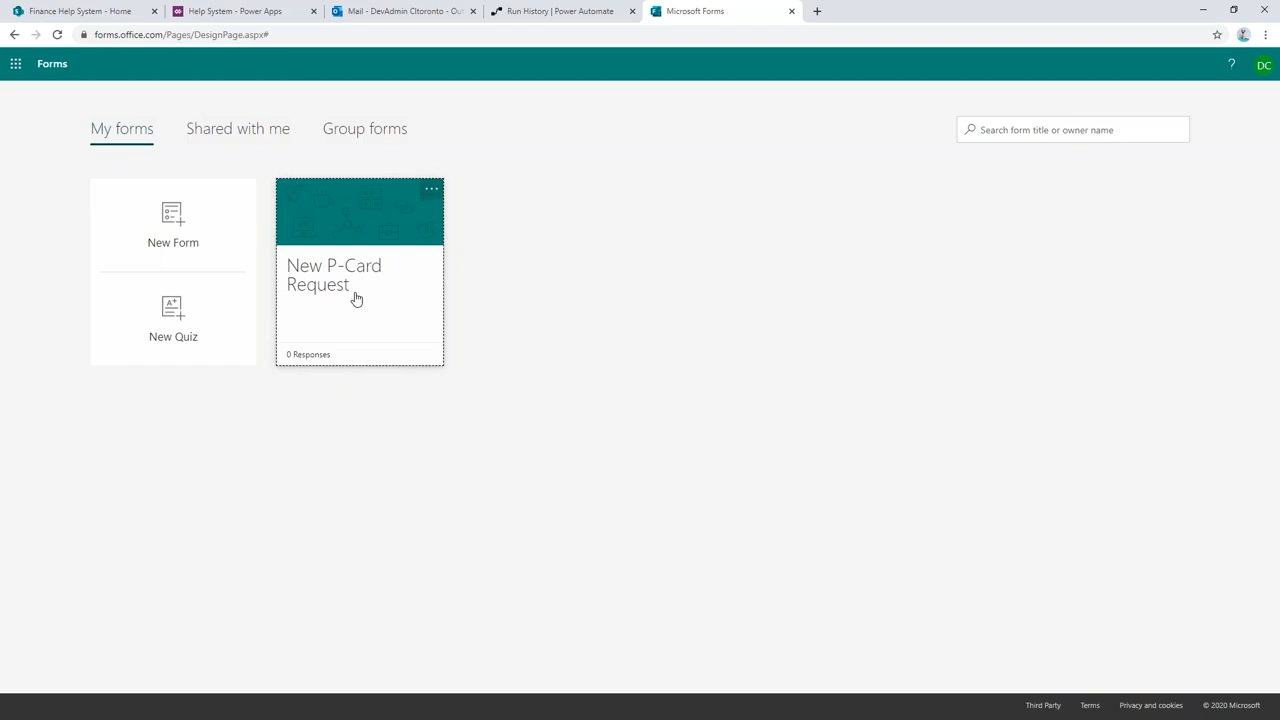 Finance Help System - Home
Help System - Power Apps
Mail - DevAdmin CItoronto - Out
Run History | Power Automate
Microsoft Forms
forms.office.com/Pages/DesignPage.aspx#
Forms
?
DC
My forms
Shared with me
Group forms
Search form title or owner name
New Form
New Quiz
New P-Card
Request
0 Responses
Third Party
Terms
Privacy and cookies
© 2020 Microsoft